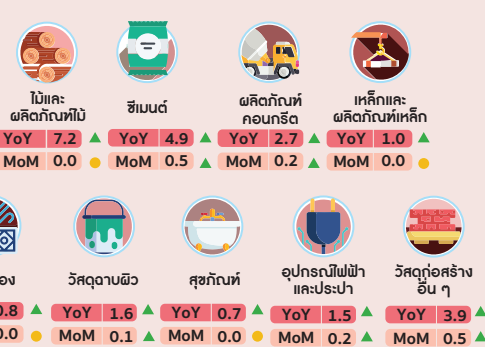 ไม้และ
ผลิตภัณฑ์ไม้
ซีเมนต์
ผลิตภัณฑ์
คอนกรีต
เหล็กและ
ผลิตภัณฑ์เหล็ก
YoY 7.2 YoY 4.9 YoY 2.7 YoY 1.0
MoM 0.0 MoM 0.5 MoM 0.2 MoM 0.0
วัสดุฉาบผิว
สุขภัณฑ์
อุปกรณ์ไฟฟ้า
และประปา
วัสดุก่อสร้าง
อื่น ๆ
0.8 YoY 1.6 YoY 0.7 YoY 1.5 YoY 3.9
0.0 MoM 0.1 MoM 0.0 MoM 0.2 MoM 0.5